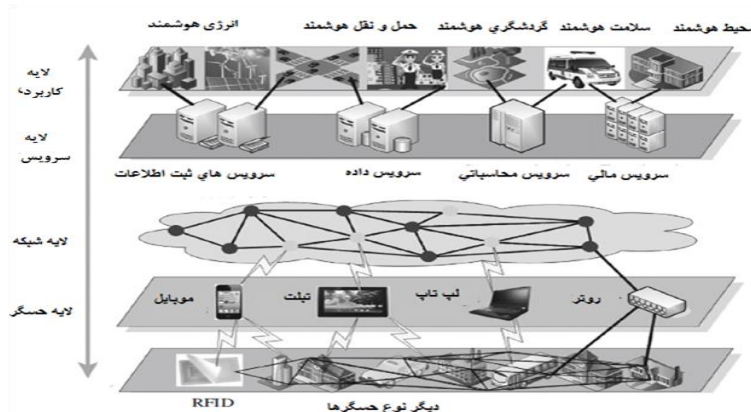 محیط هوشمند سلامت هوشمند گردشگري هوشمند حمل و نقل هوشمند انرژی هوشمند
لایه
کاربرد
لایه
سرویس
سرویس مالي سرویس محاسباتي سرویس داده سرویس هاي ثبت اطلاعات
لایه شبکه
روتر لپ تاپ تبلت موبایل
لایه حسگر
RFID
دیگر نوع حسگرها